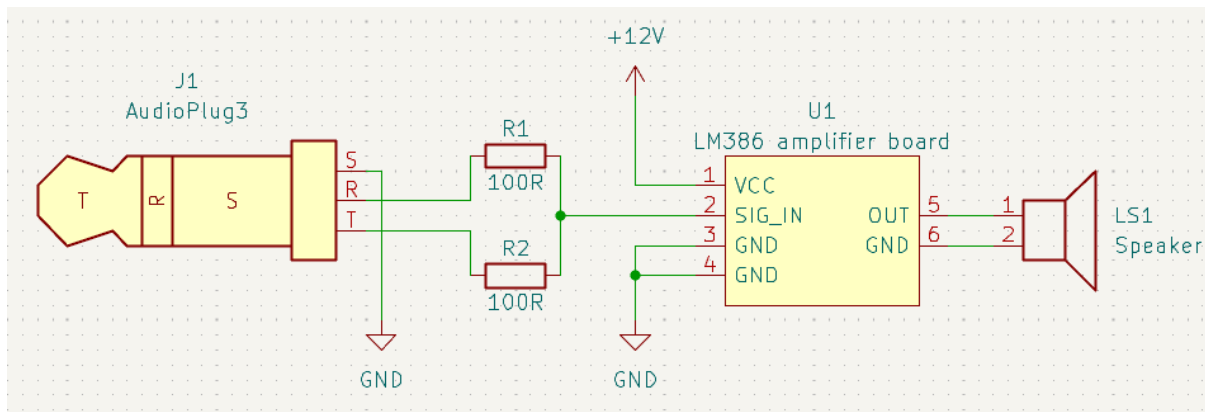 +12V
J1
AudioPlug3
R1
100R
U1
LM386 amplifier board
T
R
S
S
R
T
1
VCC
2
SIG_IN
3
GND
4
GND
OUT
5
GND
6
1
2
LS1
Speaker
R2
100R
GND
GND